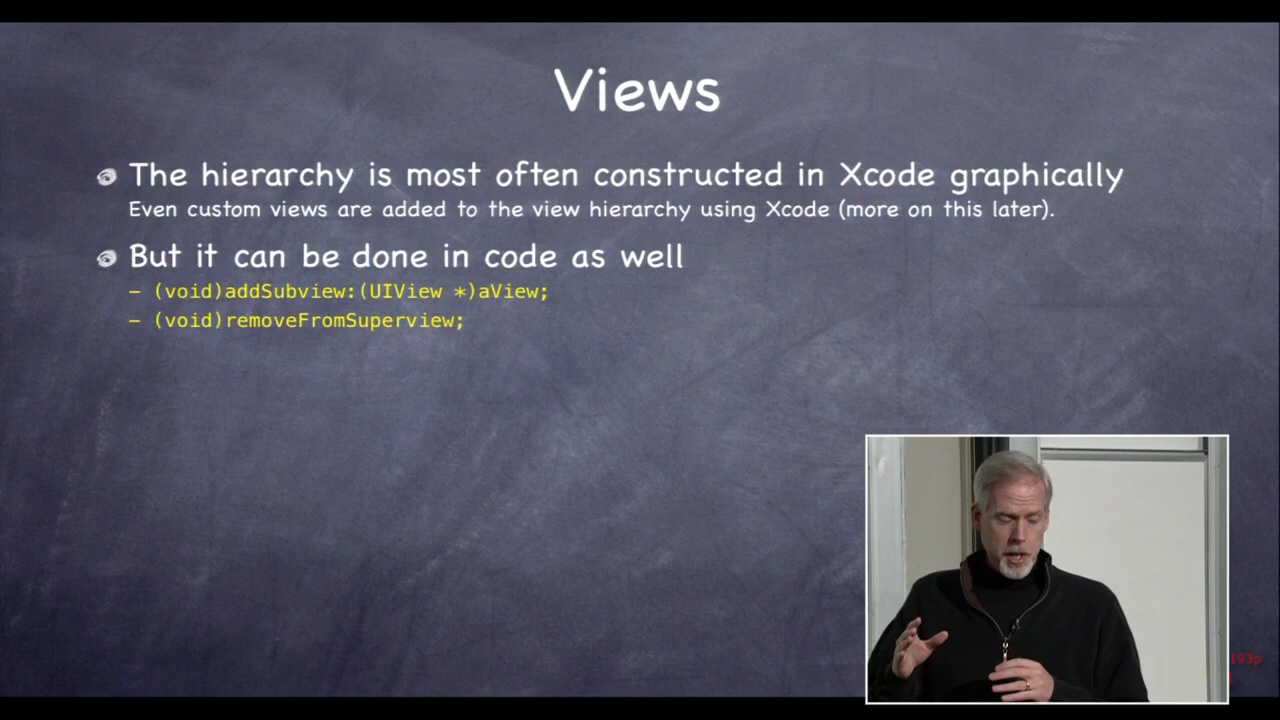 Views
The hierarchy is most often constructed in Xcode graphically
Even custom views are added to the view hierarchy using Xcode (more on this later).
But it can be done in code as well
- (void)addSubview:(UIView *)aView;
- (void)removeFromSuperview;
193p